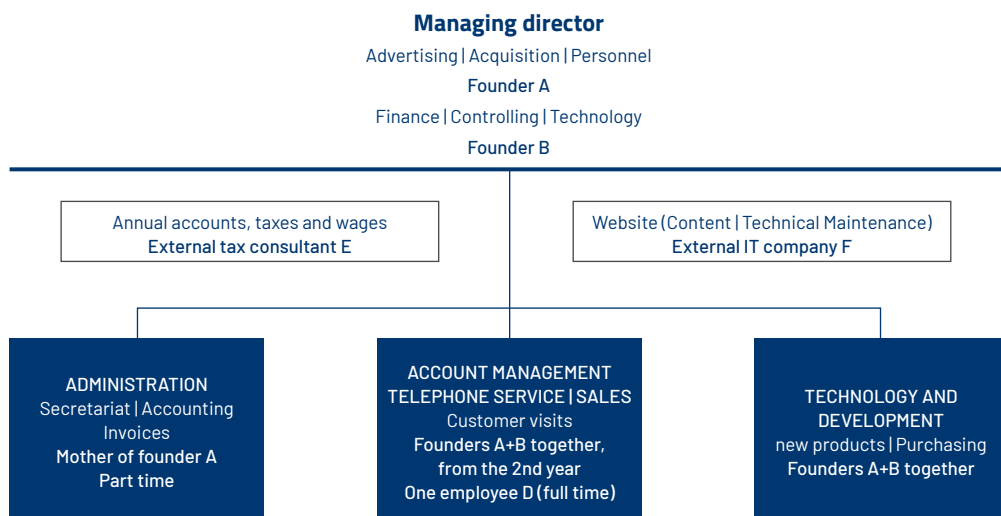 Managing director
Advertising | Acquisition | Personnel
Founder A
Finance | Controlling | Technology
Founder B
Annual accounts, taxes and wages
External tax consultant E
Website (Content | Technical Maintenance)
External IT company F
ADMINISTRATION
Secretariat | Accounting
Invoices
Mother of founder A
Part time
ACCOUNT MANAGEMENT
TELEPHONE SERVICE | SALES
Customer visits
Founders A+B together,
from the 2nd year
One employee D (full time)
TECHNOLOGY AND
DEVELOPMENT
new products | Purchasing
Founders A+B together